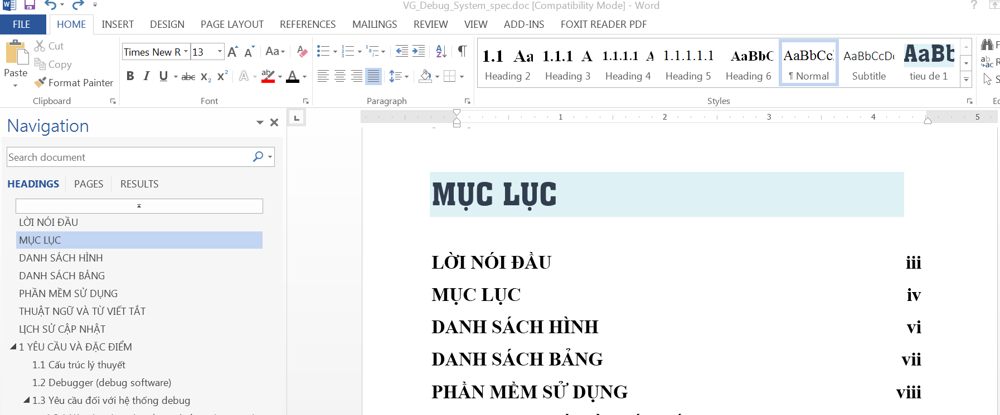 VG_Debug_System_spec.doc [Compatibility Mode] - Word
?
FILE HOME INSERT DESIGN PAGE LAYOUT REFERENCES MAILINGS REVIEW VIEW ADD-INS FOXIT READER PDF
Paste
Cut
Copy
Format Painter
Clipboard
Times New R 13
Font
Paragraph
1.1 Aa 1.1.1 A 1.1.1.1 A 1.1.1.1.1 AaBbC AaBbCc AaBbCcDc AaBb
Heading 2 Heading 3 Heading 4 Heading 5 Heading 6 ¶ Normal Subtitle tieu de 1
Styles
Navigation
Search document
HEADINGS PAGES RESULTS
LỜI NÓI ĐẦU
MỤC LỤC
DANH SÁCH HÌNH
DANH SÁCH BẢNG
PHẦN MỀM SỬ DỤNG
THUẬT NGỮ VÀ TỪ VIẾT TẮT
LỊCH SỬ CẬP NHẬT
1 YÊU CẦU VÀ ĐẶC ĐIỂM
1.1 Cấu trúc lý thuyết
1.2 Debugger (debug software)
1.3 Yêu cầu đối với hệ thống debug
1 2 3 4 5
MỤC LỤC
LỜI NÓI ĐẦU iii
MỤC LỤC iv
DANH SÁCH HÌNH vi
DANH SÁCH BẢNG vii
PHẦN MỀM SỬ DỤNG viii